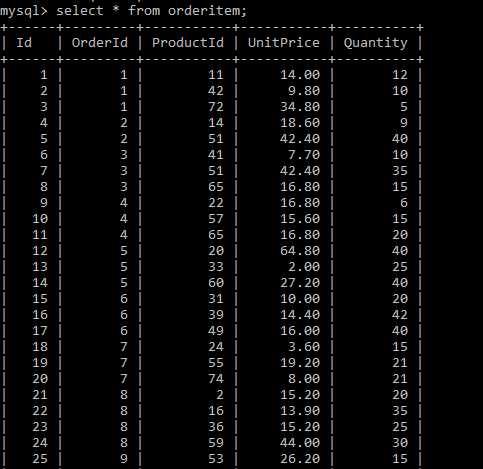 mysql> select * from orderitem;
+------+---------+-----------+-----------+----------+
| Id   | OrderId | ProductId | UnitPrice | Quantity |
+------+---------+-----------+-----------+----------+
|    1 |       1 |        11 |     14.00 |       12 |
|    2 |       1 |        42 |      9.80 |       10 |
|    3 |       1 |        72 |     34.80 |        5 |
|    4 |       2 |        14 |     18.60 |        9 |
|    5 |       2 |        51 |     42.40 |       40 |
|    6 |       3 |        41 |      7.70 |       10 |
|    7 |       3 |        51 |     42.40 |       35 |
|    8 |       3 |        65 |     16.80 |       15 |
|    9 |       4 |        22 |     16.80 |        6 |
|   10 |       4 |        57 |     15.60 |       15 |
|   11 |       4 |        65 |     16.80 |       20 |
|   12 |       5 |        20 |     64.80 |       40 |
|   13 |       5 |        33 |      2.00 |       25 |
|   14 |       5 |        60 |     27.20 |       40 |
|   15 |       6 |        31 |     10.00 |       20 |
|   16 |       6 |        39 |     14.40 |       42 |
|   17 |       6 |        49 |     16.00 |       40 |
|   18 |       7 |        24 |      3.60 |       15 |
|   19 |       7 |        55 |     19.20 |       21 |
|   20 |       7 |        74 |      8.00 |       21 |
|   21 |       8 |         2 |     15.20 |       20 |
|   22 |       8 |        16 |     13.90 |       35 |
|   23 |       8 |        36 |     15.20 |       25 |
|   24 |       8 |        59 |     44.00 |       30 |
|   25 |       9 |        53 |     26.20 |       15 |